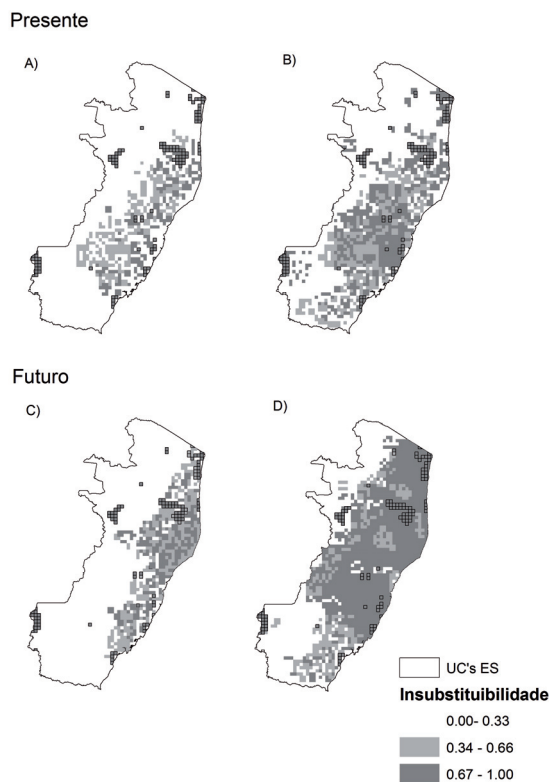 Presente
A)
B)
Futuro
C)
D)
UC's ES
Insubstituibilidade
0.00- 0.33
0.34 - 0.66
0.67 - 1.00